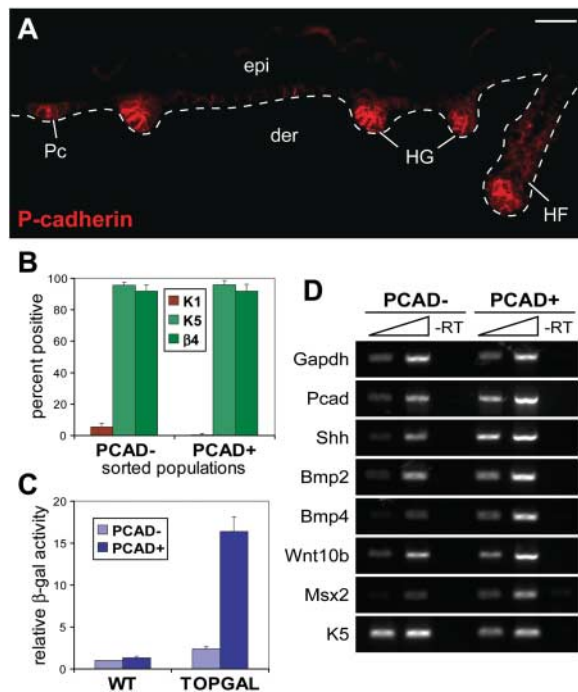 A
epi
Pc
der
HG
HF
P-cadherin
B
percent positive
100
80
60
40
20
0
K1
K5
β4
PCAD-
PCAD+
sorted populations
C
relative β-gal activity
20
15
10
5
0
PCAD-
PCAD+
WT
TOPGAL
D
PCAD-
PCAD+
-RT
-RT
Gapdh
Pcad
Shh
Bmp2
Bmp4
Wnt10b
Msx2
K5